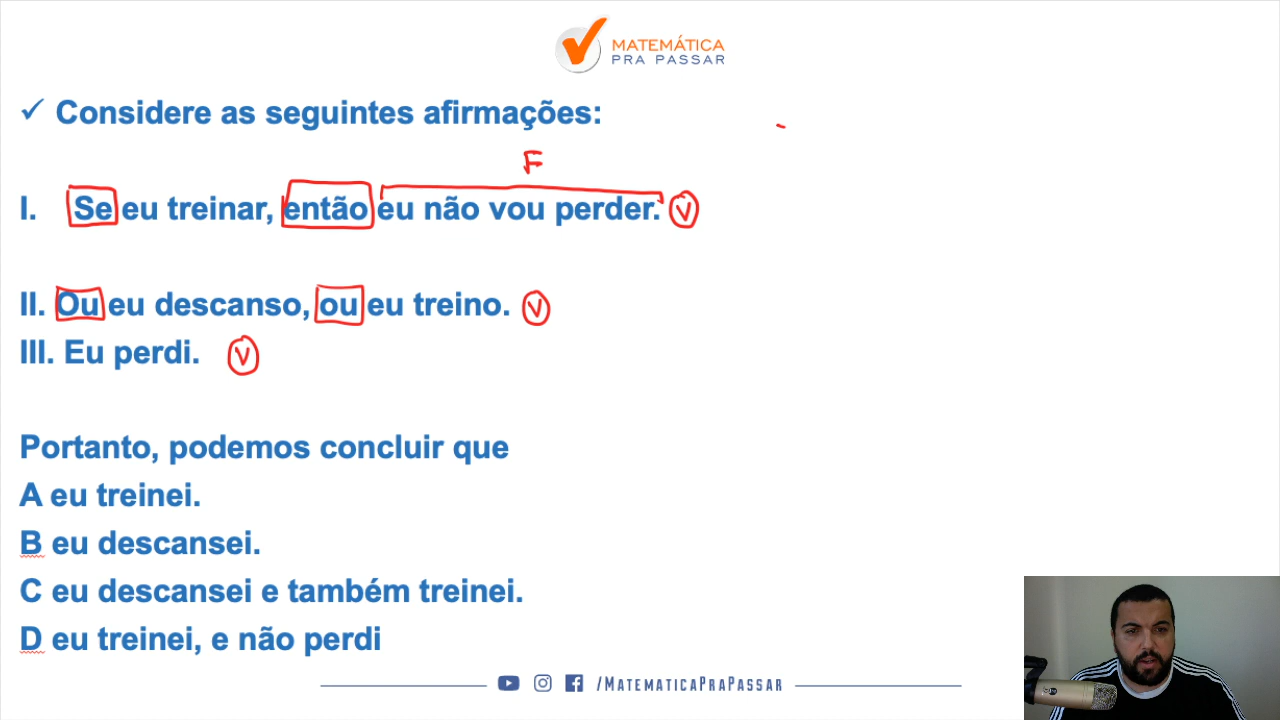 MATEMÁTICA
PRA PASSAR
✓ Considere as seguintes afirmações:
F
I. Se eu treinar, então eu não vou perder. V
II. Ou eu descanso, ou eu treino. V
III. Eu perdi. V
Portanto, podemos concluir que
A eu treinei.
B eu descansei.
C eu descansei e também treinei.
D eu treinei, e não perdi
/MATEMATICAPRAPASSAR